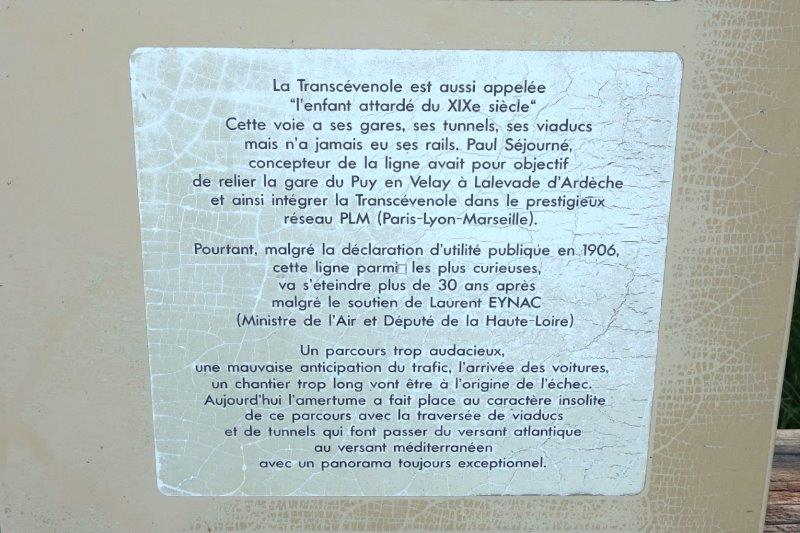 La Transcévenole est aussi appelée
"l'enfant attardé du XIXe siècle"
Cette voie a ses gares, ses tunnels, ses viaducs
mais n'a jamais eu ses rails. Paul Séjourné,
concepteur de la ligne avait pour objectif
de relier la gare du Puy en Velay à Lalevade d'Ardèche
et ainsi intégrer la Transcévenole dans le prestigieux
réseau PLM (Paris-Lyon-Marseille).
Pourtant, malgré la déclaration d'utilité publique en 1906,
cette ligne parmi□ les plus curieuses,
va s'éteindre plus de 30 ans après
malgré le soutien de Laurent EYNAC
(Ministre de l'Air et Député de la Haute-Loire)
Un parcours trop audacieux,
une mauvaise anticipation du trafic, l'arrivée des voitures,
un chantier trop long vont être à l'origine de l'échec.
Aujourd'hui l'amertume a fait place au caractère insolite
de ce parcours avec la traversée de viaducs
et de tunnels qui font passer du versant atlantique
au versant méditerranéen
avec un panorama toujours exceptionnel.